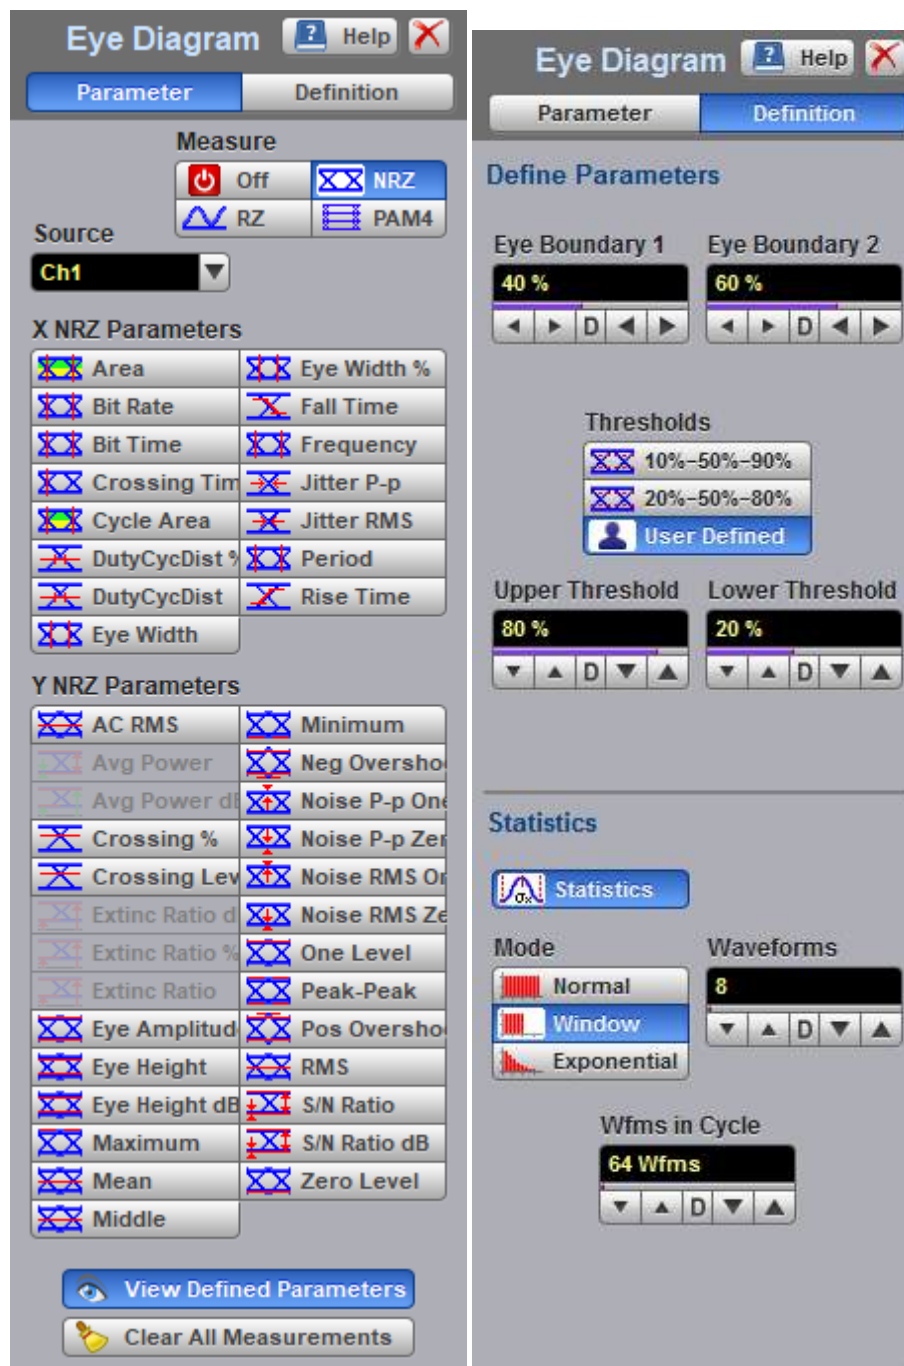 Eye Diagram ? Help
Parameter Definition
Measure
Off NRZ
RZ PAM4
Source
Ch1
X NRZ Parameters
Area Eye Width %
Bit Rate Fall Time
Bit Time Frequency
Crossing Tim Jitter P-p
Cycle Area Jitter RMS
DutyCycDist % Period
DutyCycDist Rise Time
Eye Width
Y NRZ Parameters
AC RMS Minimum
Avg Power Neg Oversho
Avg Power dB Noise P-p One
Crossing % Noise P-p Zer
Crossing Lev Noise RMS On
Extinc Ratio d Noise RMS Ze
Extinc Ratio % One Level
Extinc Ratio Peak-Peak
Eye Amplitud Pos Oversho
Eye Height RMS
Eye Height dB S/N Ratio
Maximum S/N Ratio dB
Mean Zero Level
Middle
View Defined Parameters
Clear All Measurements
Eye Diagram ? Help
Parameter Definition
Define Parameters
Eye Boundary 1 Eye Boundary 2
40 % 60 %
D D
Thresholds
10%-50%-90%
20%-50%-80%
User Defined
Upper Threshold Lower Threshold
80 % 20 %
D D
Statistics
σx Statistics
Mode Waveforms
Normal 8
Window D
Exponential
Wfms in Cycle
64 Wfms
D